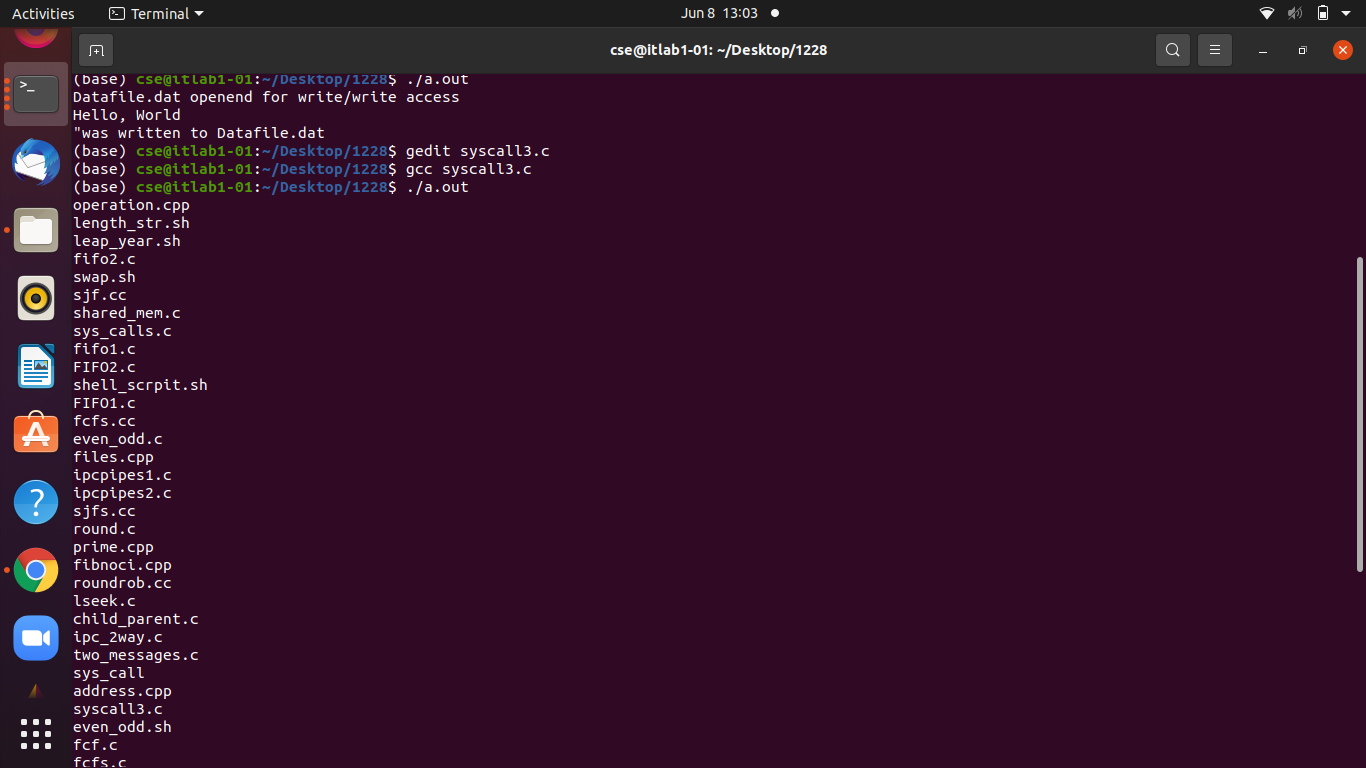 Activities
Terminal
Jun 8 13:03
cse@itlab1-01: ~/Desktop/1228
(base) cse@itlab1-01:~/Desktop/1228$ ./a.out
Datafile.dat openend for write/write access
Hello, World
"was written to Datafile.dat
(base) cse@itlab1-01:~/Desktop/1228$ gedit syscall3.c
(base) cse@itlab1-01:~/Desktop/1228$ gcc syscall3.c
(base) cse@itlab1-01:~/Desktop/1228$ ./a.out
operation.cpp
length_str.sh
leap_year.sh
fifo2.c
swap.sh
sjf.cc
shared_mem.c
sys_calls.c
fifo1.c
FIFO2.c
shell_scrpit.sh
FIFO1.c
fcfs.cc
even_odd.c
files.cpp
ipcpipes1.c
ipcpipes2.c
sjfs.cc
round.c
prime.cpp
fibnoci.cpp
roundrob.cc
lseek.c
child_parent.c
ipc_2way.c
two_messages.c
sys_call
address.cpp
syscall3.c
even_odd.sh
fcf.c
fcfs.c